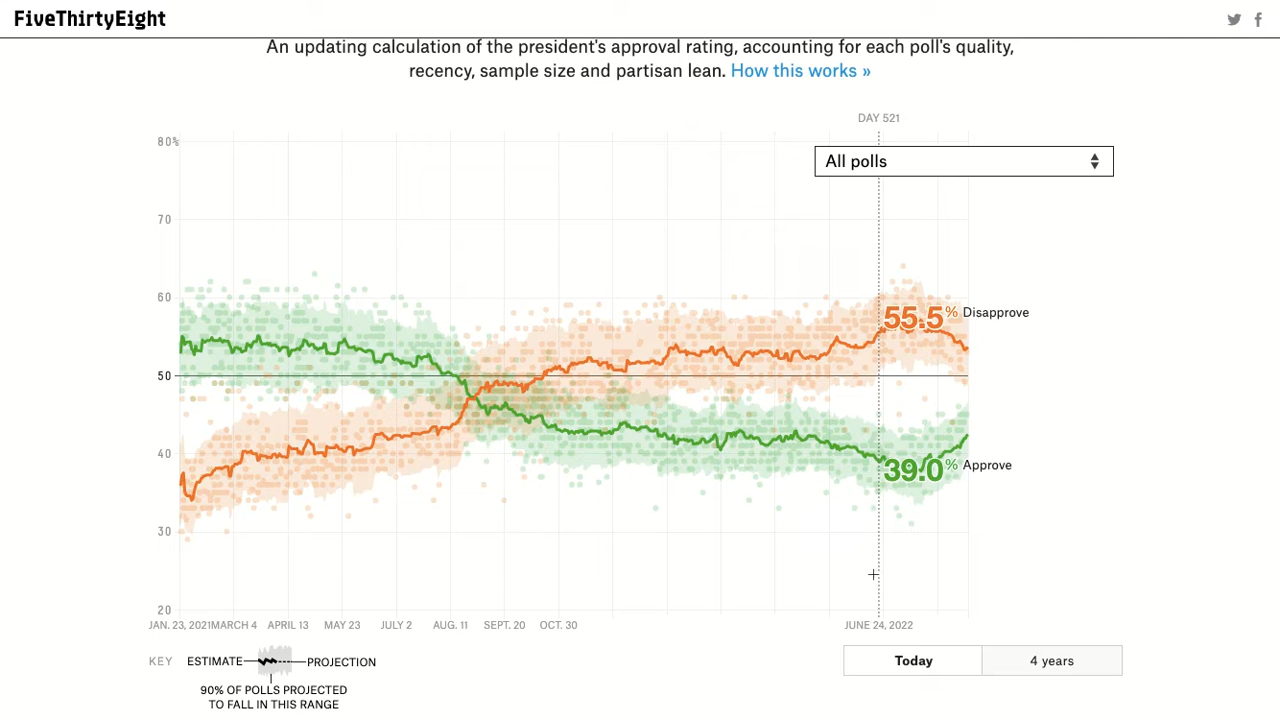 FiveThirtyEight
An updating calculation of the president's approval rating, accounting for each poll's quality,
recency, sample size and partisan lean. How this works »
DAY 521
80%
All polls
70
60
55.5% Disapprove
50
40
39.0% Approve
30
20
JAN. 23, 2021 MARCH 4 APRIL 13 MAY 23 JULY 2 AUG. 11 SEPT. 20 OCT. 30 JUNE 24, 2022
KEY ESTIMATE PROJECTION
90% OF POLLS PROJECTED
TO FALL IN THIS RANGE
Today 4 years